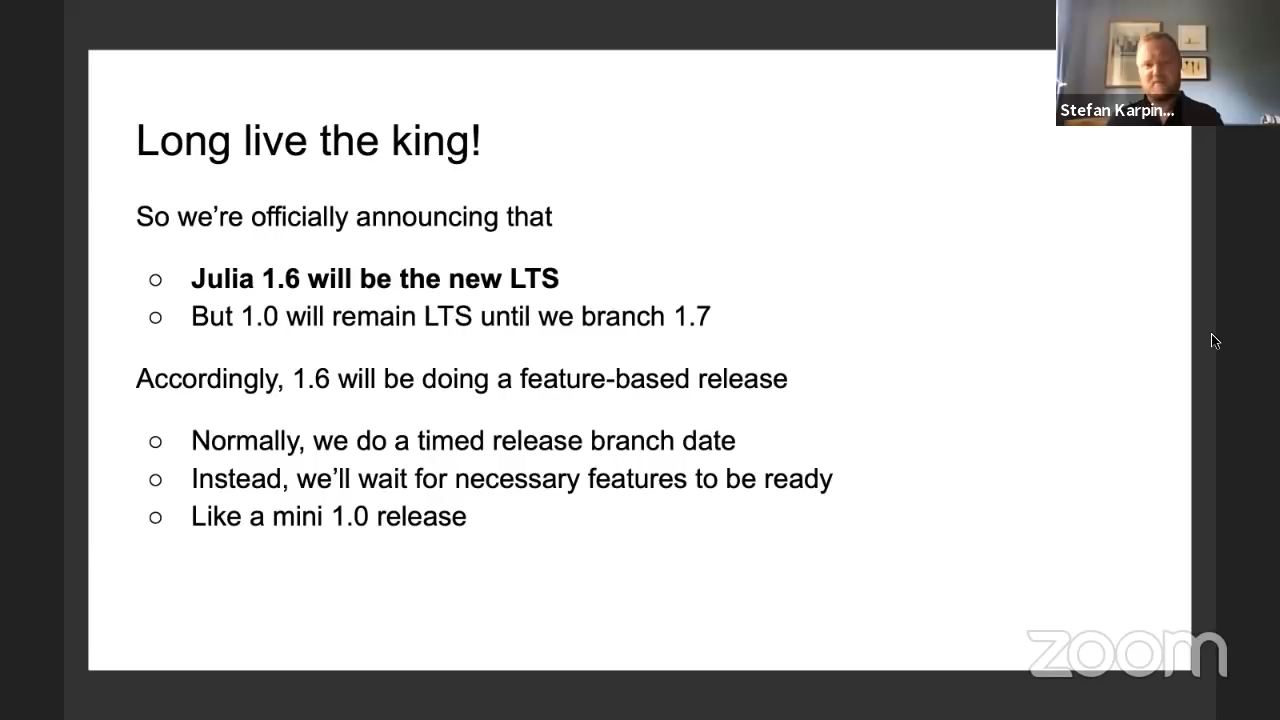 Long live the king!
So we're officially announcing that
○ Julia 1.6 will be the new LTS
○ But 1.0 will remain LTS until we branch 1.7
Accordingly, 1.6 will be doing a feature-based release
○ Normally, we do a timed release branch date
○ Instead, we'll wait for necessary features to be ready
○ Like a mini 1.0 release
Stefan Karpin...
zoom